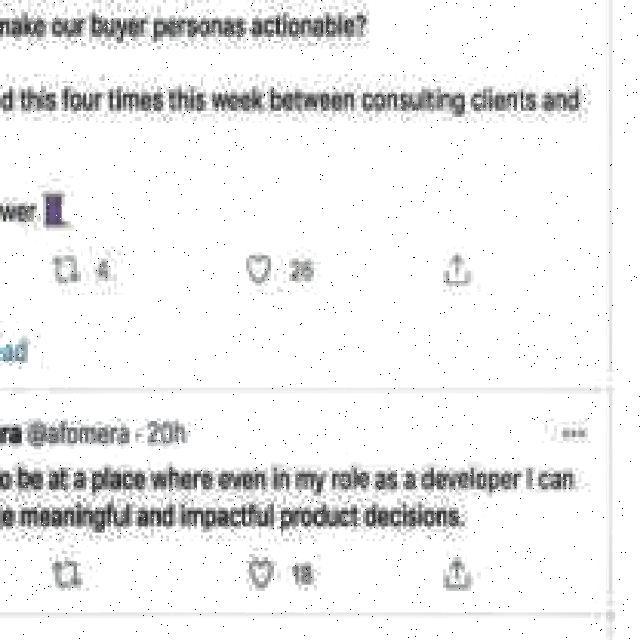 make our buyer personas actionable?
d this four times this week between consulting clients and
wer
4 26
ad
ra @afomera · 20h
o be at a place where even in my role as a developer I can
e meaningful and impactful product decisions.
18